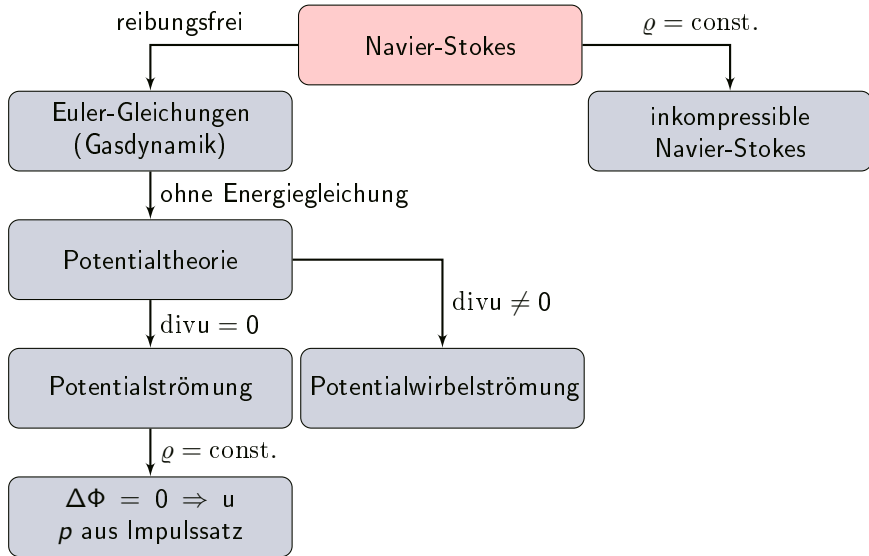 reibungsfrei
Navier-Stokes
ϱ = const.
Euler-Gleichungen
(Gasdynamik)
inkompressible
Navier-Stokes
ohne Energiegleichung
Potentialtheorie
divu = 0
divu ≠ 0
Potentialströmung
Potentialwirbelströmung
ϱ = const.
ΔΦ = 0 ⇒ u
p aus Impulssatz